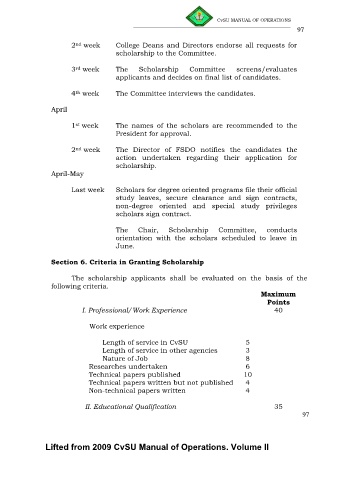 CvSU MANUAL OF OPERATIONS
97
2nd week College Deans and Directors endorse all requests for
scholarship to the Committee.
3rd week The Scholarship Committee screens/evaluates
applicants and decides on final list of candidates.
4th week The Committee interviews the candidates.
April
1st week The names of the scholars are recommended to the
President for approval.
2nd week The Director of FSDO notifies the candidates the
action undertaken regarding their application for
scholarship.
April-May
Last week Scholars for degree oriented programs file their official
study leaves, secure clearance and sign contracts,
non-degree oriented and special study privileges
scholars sign contract.
The Chair, Scholarship Committee, conducts
orientation with the scholars scheduled to leave in
June.
Section 6. Criteria in Granting Scholarship
The scholarship applicants shall be evaluated on the basis of the
following criteria.
Maximum
Points
I. Professional/Work Experience 40
Work experience
Length of service in CvSU 5
Length of service in other agencies 3
Nature of Job 8
Researches undertaken 6
Technical papers published 10
Technical papers written but not published 4
Non-technical papers written 4
II. Educational Qualification 35
97
Lifted from 2009 CvSU Manual of Operations. Volume II